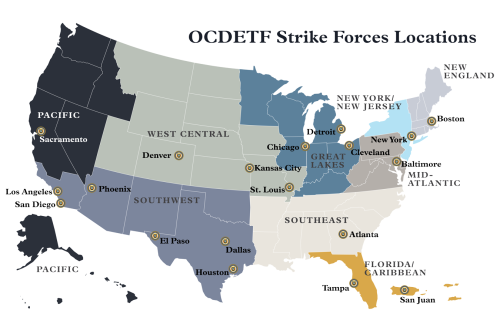 OCDETF Strike Forces Locations
NEW
ENGLAND
NEW YORK/
NEW JERSEY
PACIFIC
Sacramento
WEST CENTRAL
Denver
Kansas City
St. Louis
Chicago
Detroit
GREAT
LAKES
Cleveland
New York
Boston
Baltimore
MID-
ATLANTIC
Los Angeles
San Diego
Phoenix
SOUTHWEST
El Paso
Dallas
Houston
SOUTHEAST
Atlanta
PACIFIC
FLORIDA/
CARIBBEAN
Tampa
San Juan